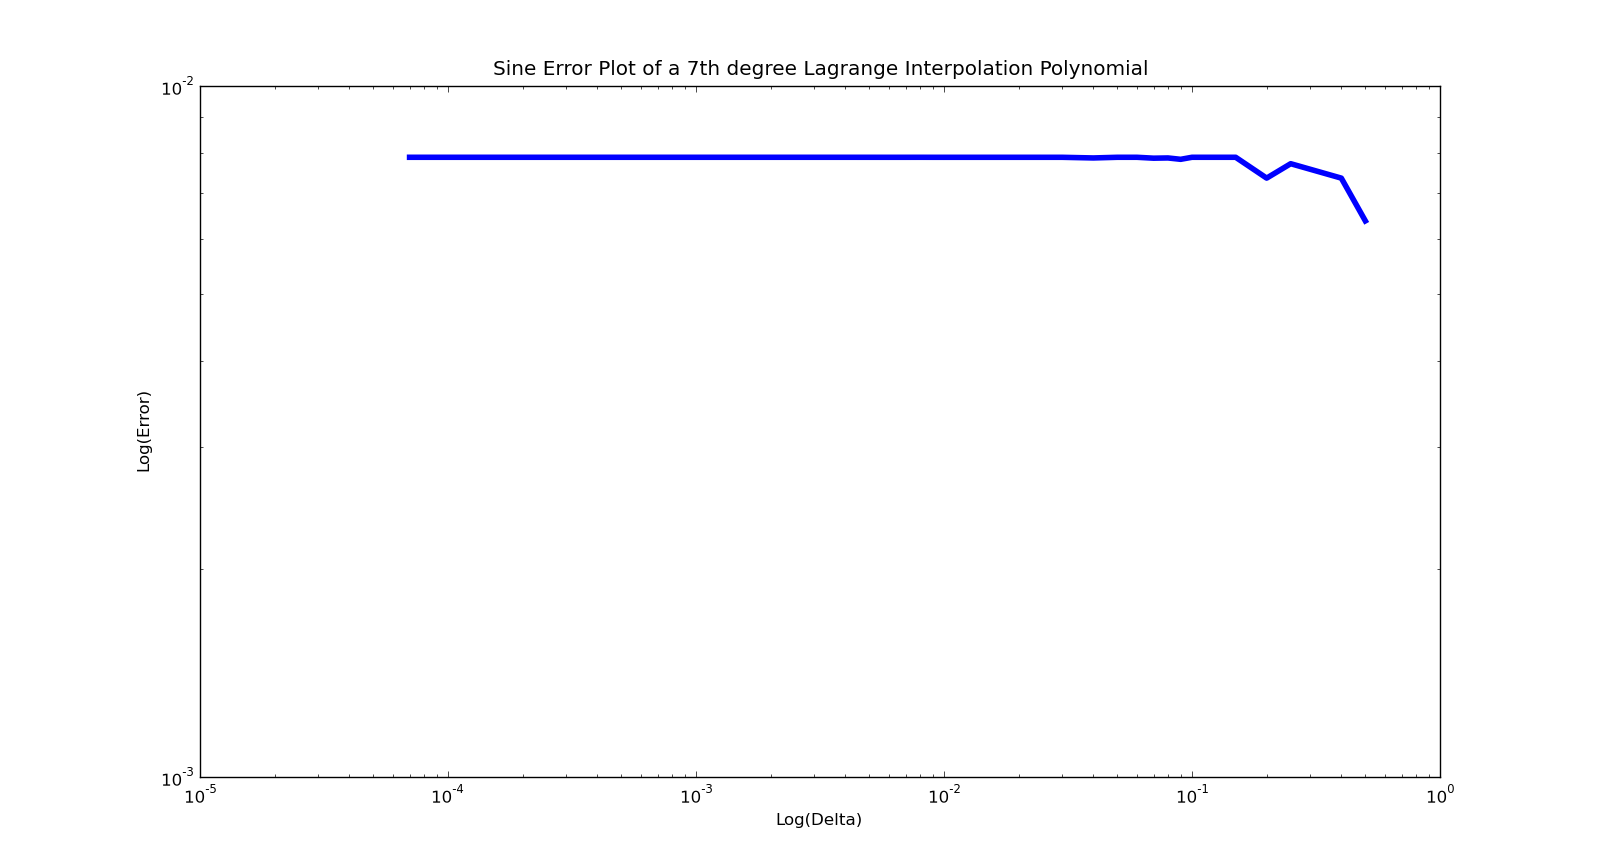 Sine Error Plot of a 7th degree Lagrange Interpolation Polynomial
10^-2
Log(Error)
10^-3
10^-5 10^-4 10^-3 10^-2 10^-1 10^0
Log(Delta)